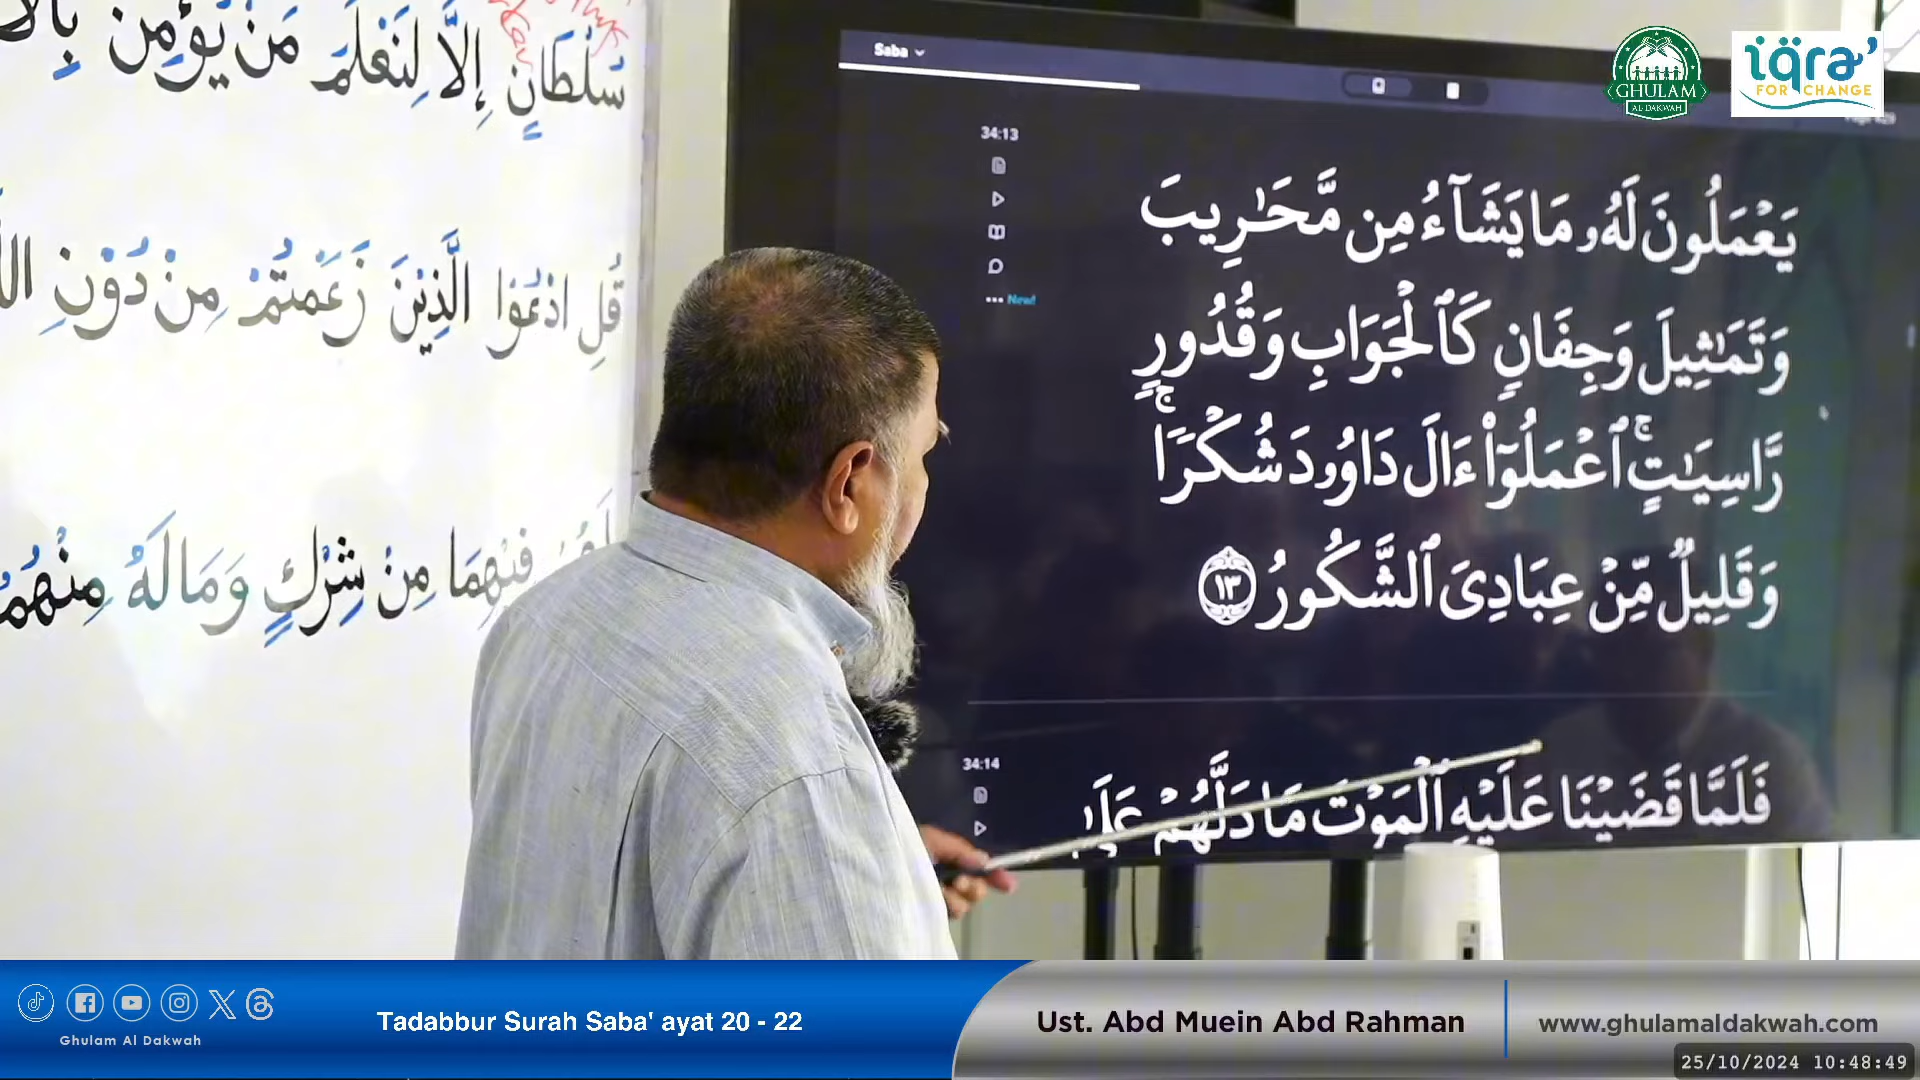 سُلْطَانٍ إِلَّا لِنَعْلَمَ مَنْ يُؤْمِنُ
قُلِ ادْعُوا الَّذِيْنَ زَعَمْتُمْ مِنْ دُوْنِ
فِيْهِمَا مِنْ شِرْكٍ وَمَا لَهُ مِنْهُمْ
Saba
34:13
New!
يَعْمَلُونَ لَهُۥ مَا يَشَآءُ مِن مَّحَـٰرِيبَ
وَتَمَـٰثِيلَ وَجِفَانٍ كَٱلْجَوَابِ وَقُدُورٍ
رَّاسِيَـٰتٍ ۚ ٱعْمَلُوٓا۟ ءَالَ دَاوُۥدَ شُكْرًا ۚ
وَقَلِيلٌ مِّنْ عِبَادِىَ ٱلشَّكُورُ ١٣
34:14
فَلَمَّا قَضَيْنَا عَلَيْهِ ٱلْمَوْتَ مَا دَلَّهُمْ عَلَىٰ
GHULAM
AL DAKWAH
iqra'
FOR CHANGE
Ghulam Al Dakwah
Tadabbur Surah Saba' ayat 20 - 22
Ust. Abd Muein Abd Rahman
www.ghulamaldakwah.com
25/10/2024 10:48:49